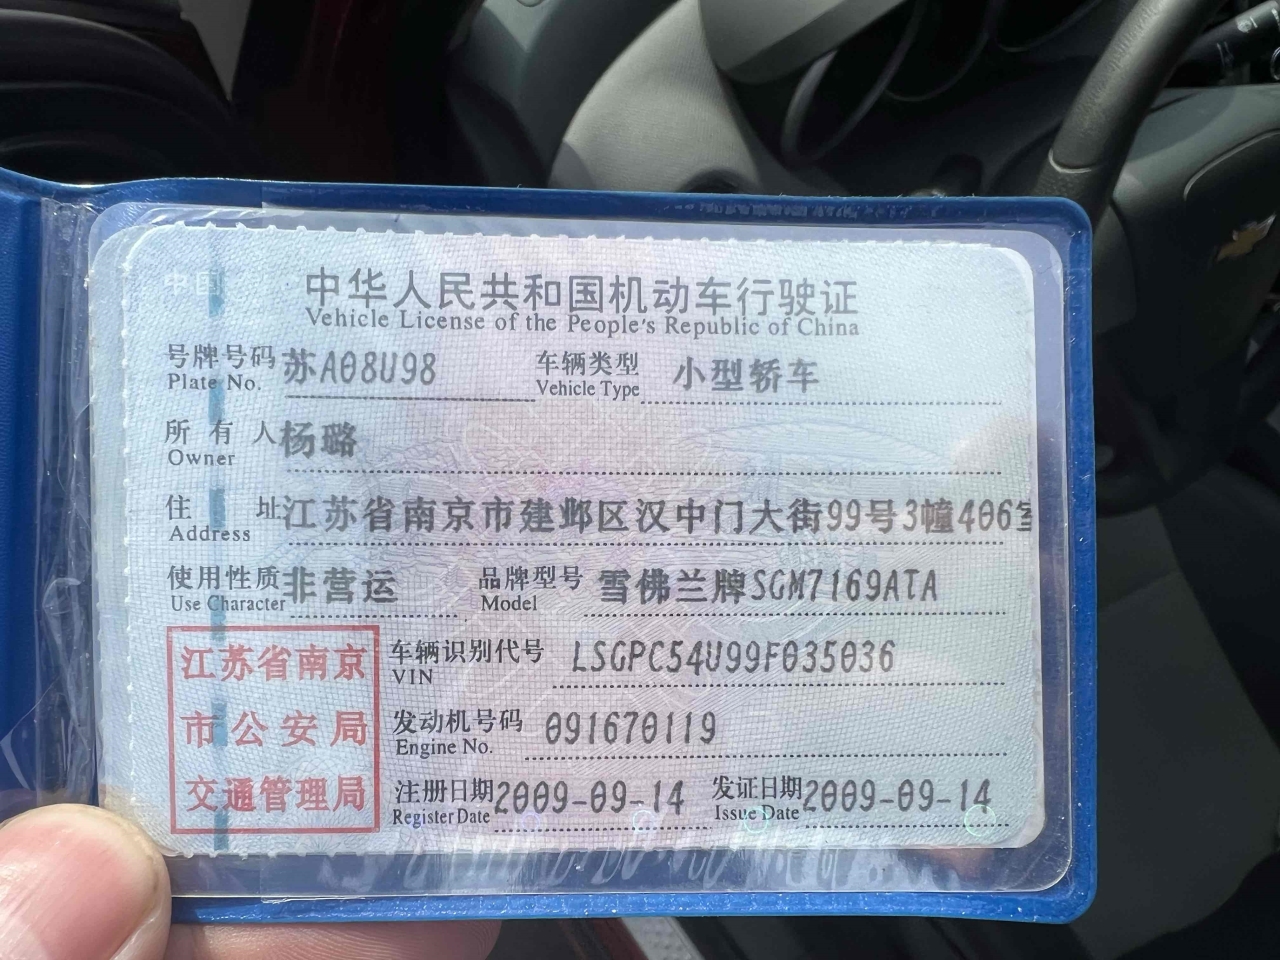 中国
中华人民共和国机动车行驶证
Vehicle License of the People's Republic of China
号牌号码 苏A08U98 车辆类型 小型轿车
Plate No. Vehicle Type
所有人 杨璐
Owner
住址 江苏省南京市建邺区汉中门大街99号3幢406室
Address
使用性质 非营运 品牌型号 雪佛兰牌SGM7169ATA
Use Character Model
江苏省南京
市公安局
交通管理局
车辆识别代号 LSGPC54U99F035036
VIN
发动机号码 091670119
Engine No.
注册日期 2009-09-14 发证日期 2009-09-14
Register Date Issue Date